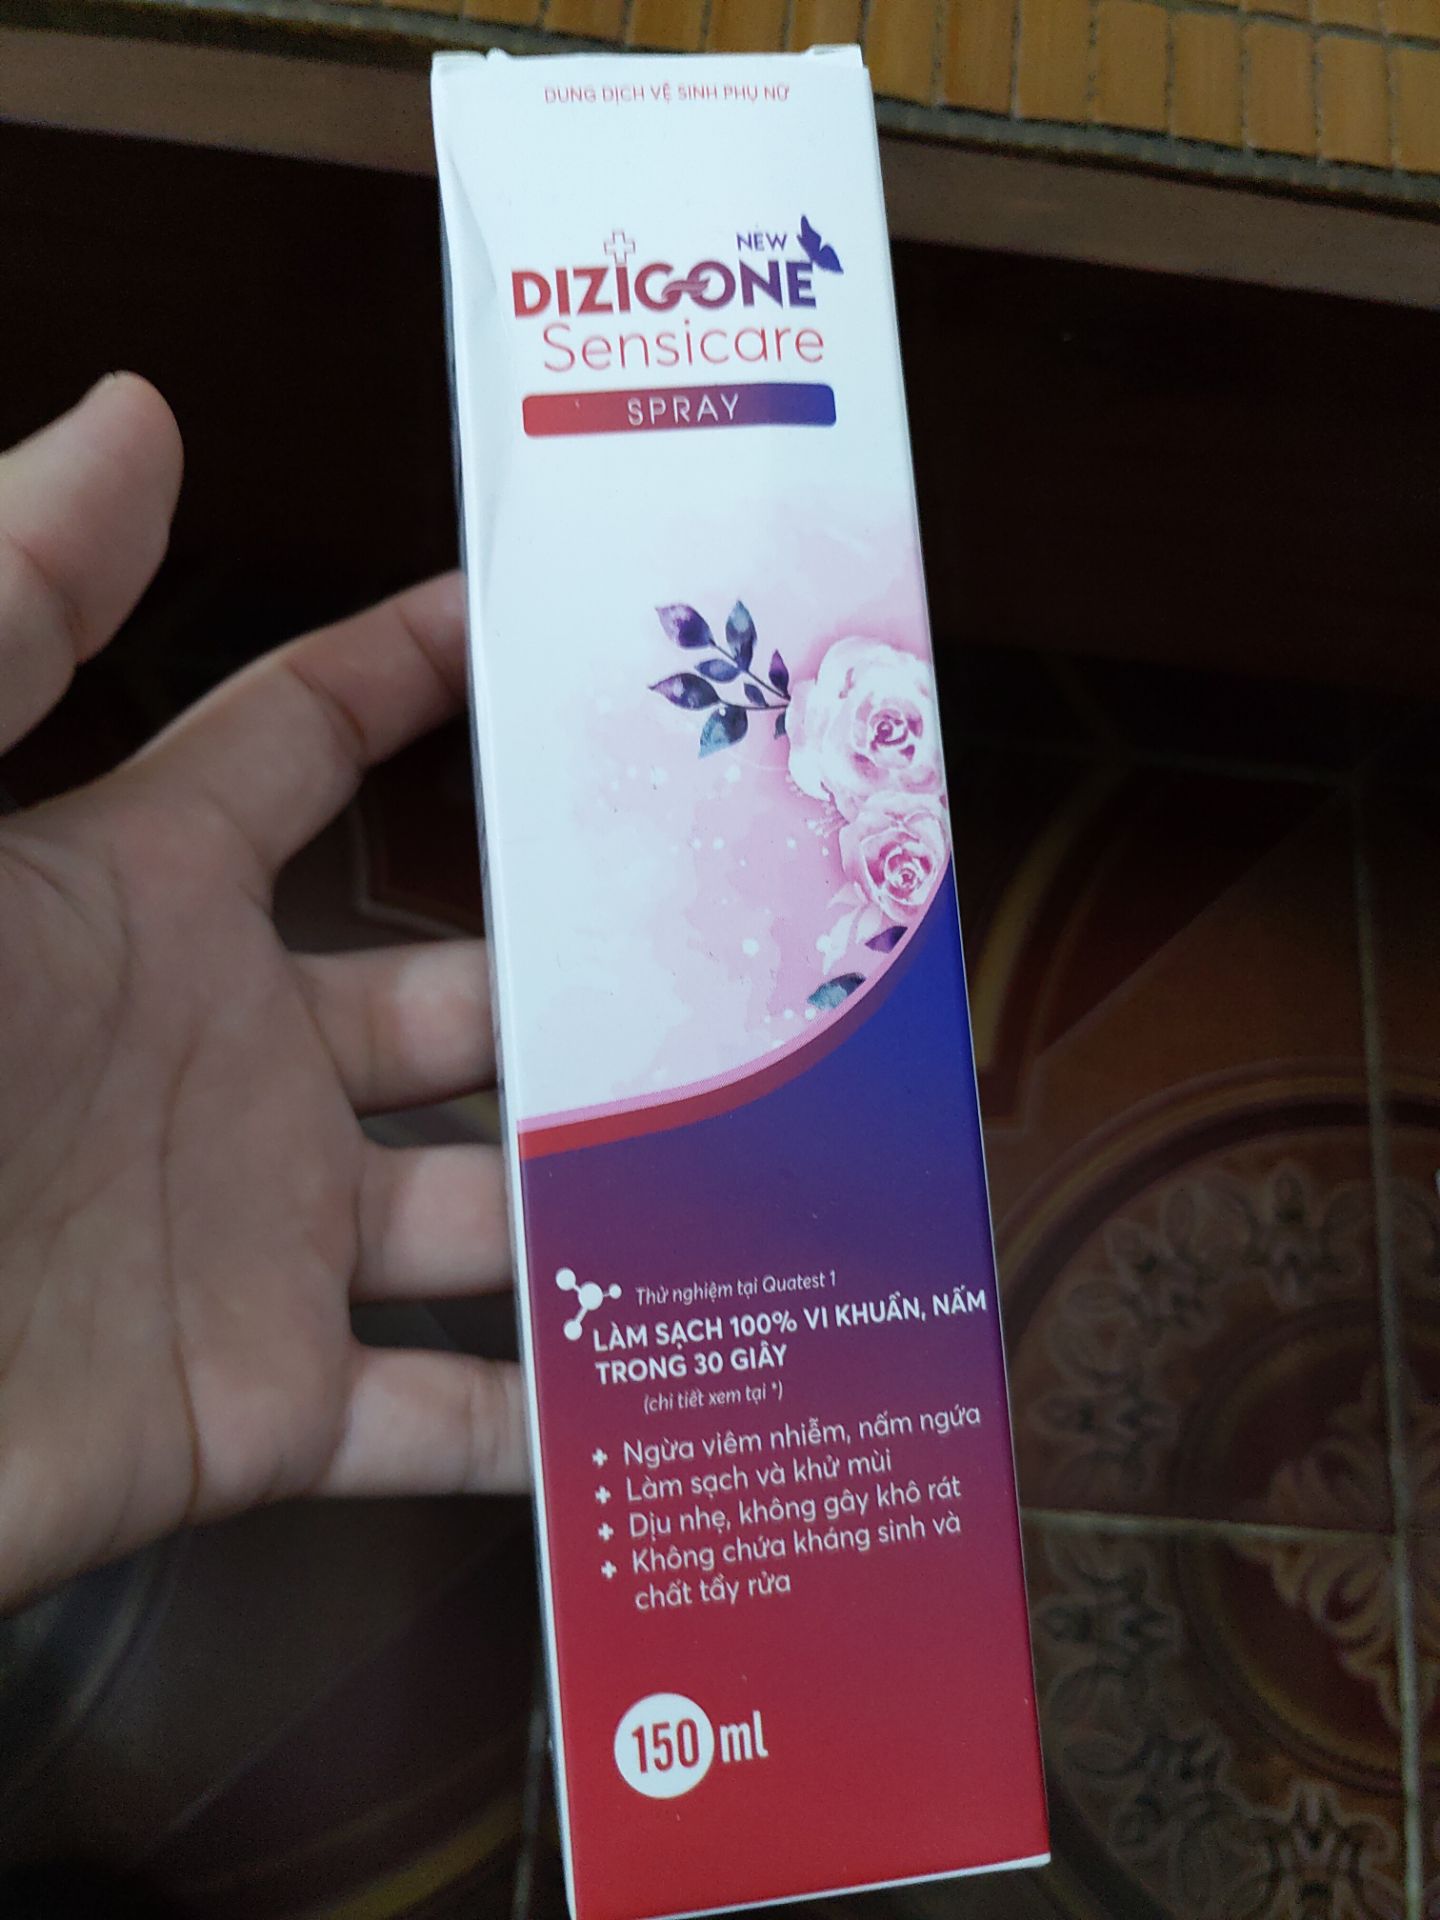 DUNG DỊCH VỆ SINH PHỤ NỮ
NEW
DIZIGONE
Sensicare
SPRAY
Thử nghiệm tại Quatest 1
LÀM SẠCH 100% VI KHUẨN, NẤM
TRONG 30 GIÂY
(chi tiết xem tại *)
+ Ngừa viêm nhiễm, nấm ngứa
+ Làm sạch và khử mùi
+ Dịu nhẹ, không gây khô rát
+ Không chứa kháng sinh và
chất tẩy rửa
150 ml